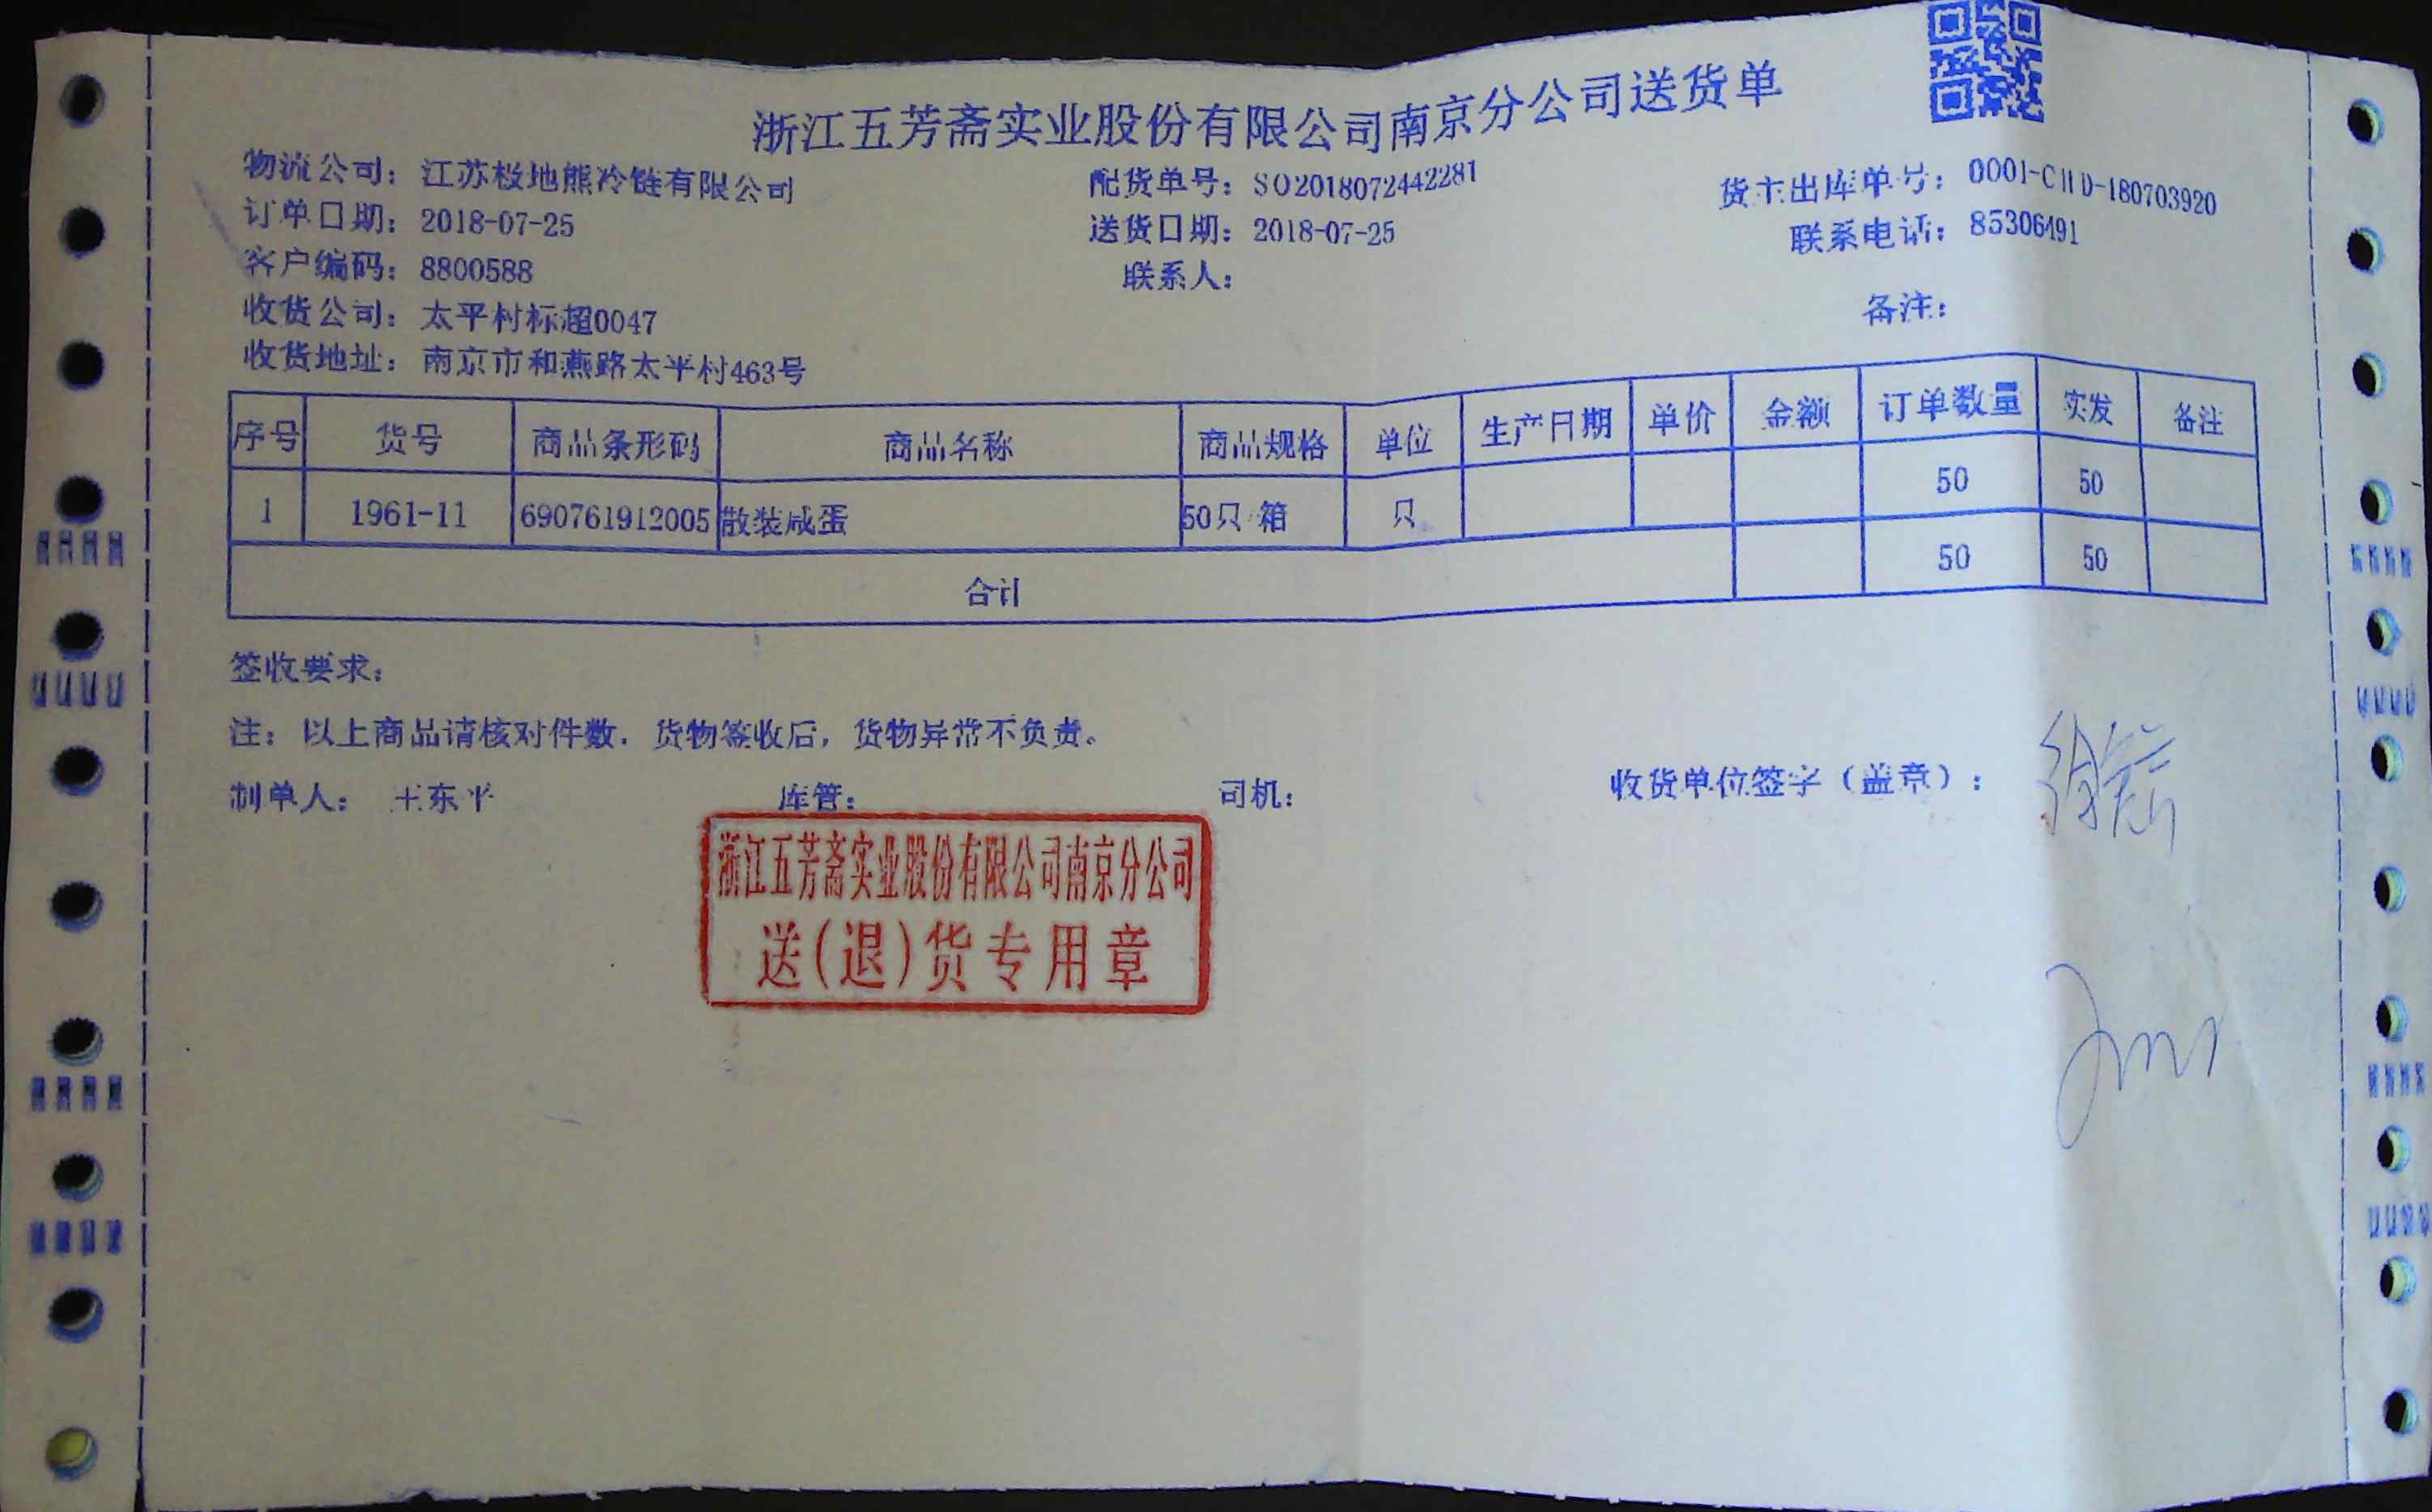 浙江五芳斋实业股份有限公司南京分公司送货单
物流公司：江苏极地熊冷链有限公司 配货单号：SO2018072442281 货主出库单号：0001-CHD-180703920
订单日期：2018-07-25 送货日期：2018-07-25 联系电话：85306491
客户编码：8800588 联系人：
收货公司：太平村标超0047 备注：
收货地址：南京市和燕路太平村463号
序号 货号 商品条形码 商品名称 商品规格 单位 生产日期 单价 金额 订单数量 实发 备注
1 1961-11 690761912005 散装咸蛋 50只/箱 只 50 50
合计 50 50
签收要求：
注：以上商品请核对件数，货物签收后，货物异常不负责。
制单人： 王东平 库管： 司机： 收货单位签字（盖章）：
浙江五芳斋实业股份有限公司南京分公司
送(退)货专用章